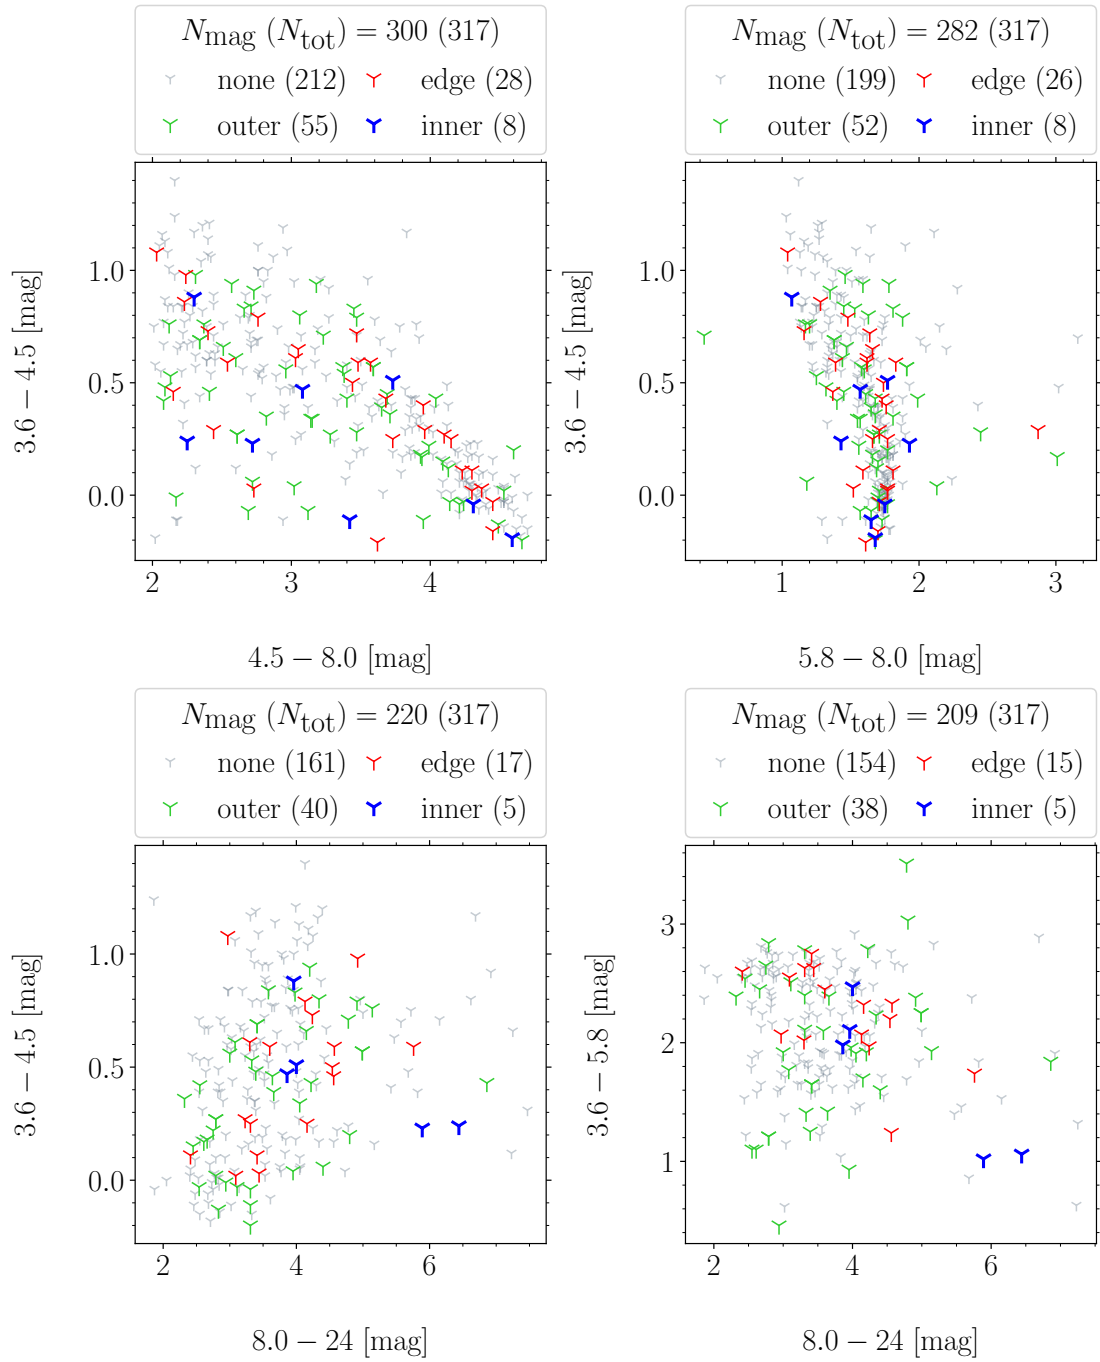 N_mag (N_tot) = 300 (317)
none (212) edge (28)
outer (55) inner (8)
1.0
0.5
0.0
3.6 − 4.5 [mag]
2 3 4
4.5 − 8.0 [mag]
N_mag (N_tot) = 282 (317)
none (199) edge (26)
outer (52) inner (8)
1.0
0.5
0.0
3.6 − 4.5 [mag]
1 2 3
5.8 − 8.0 [mag]
N_mag (N_tot) = 220 (317)
none (161) edge (17)
outer (40) inner (5)
1.0
0.5
0.0
3.6 − 4.5 [mag]
2 4 6
8.0 − 24 [mag]
N_mag (N_tot) = 209 (317)
none (154) edge (15)
outer (38) inner (5)
3
2
1
3.6 − 5.8 [mag]
2 4 6
8.0 − 24 [mag]